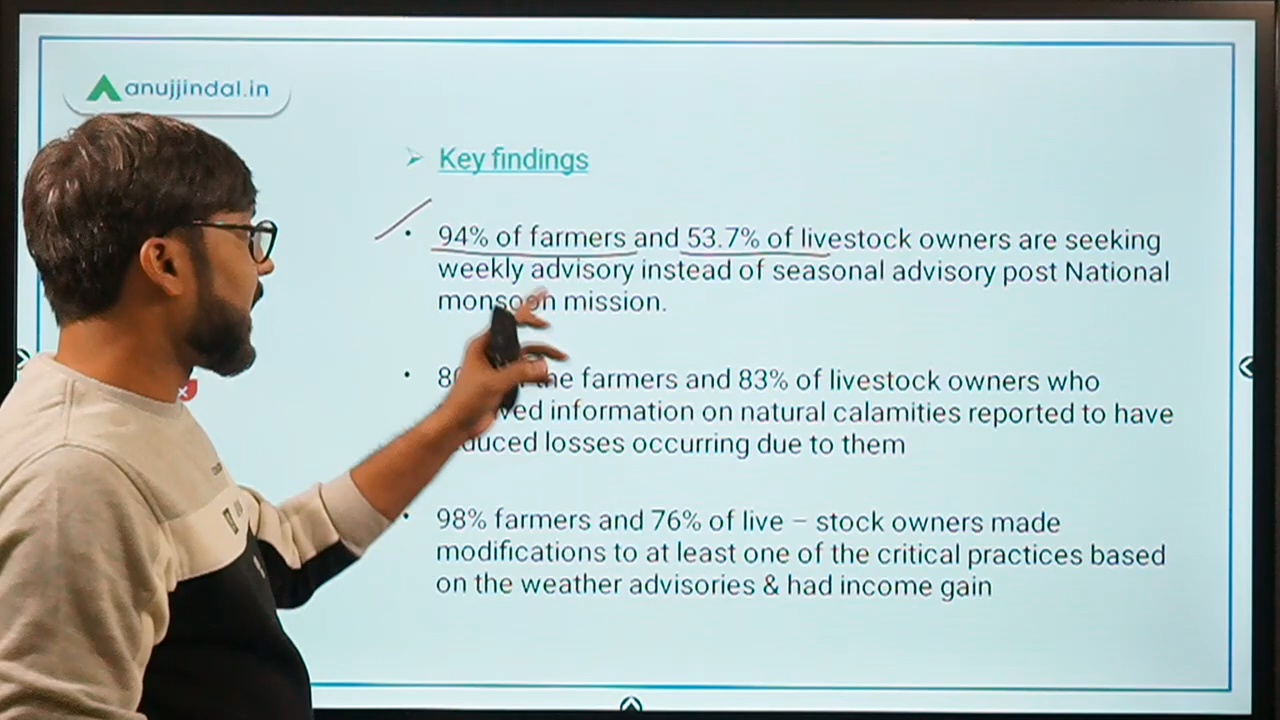 anujjindal.in
Key findings
94% of farmers and 53.7% of livestock owners are seeking
weekly advisory instead of seasonal advisory post National
monsoon mission.
farmers and 83% of livestock owners who
information on natural calamities reported to have
losses occurring due to them
98% farmers and 76% of live – stock owners made
modifications to at least one of the critical practices based
on the weather advisories & had income gain